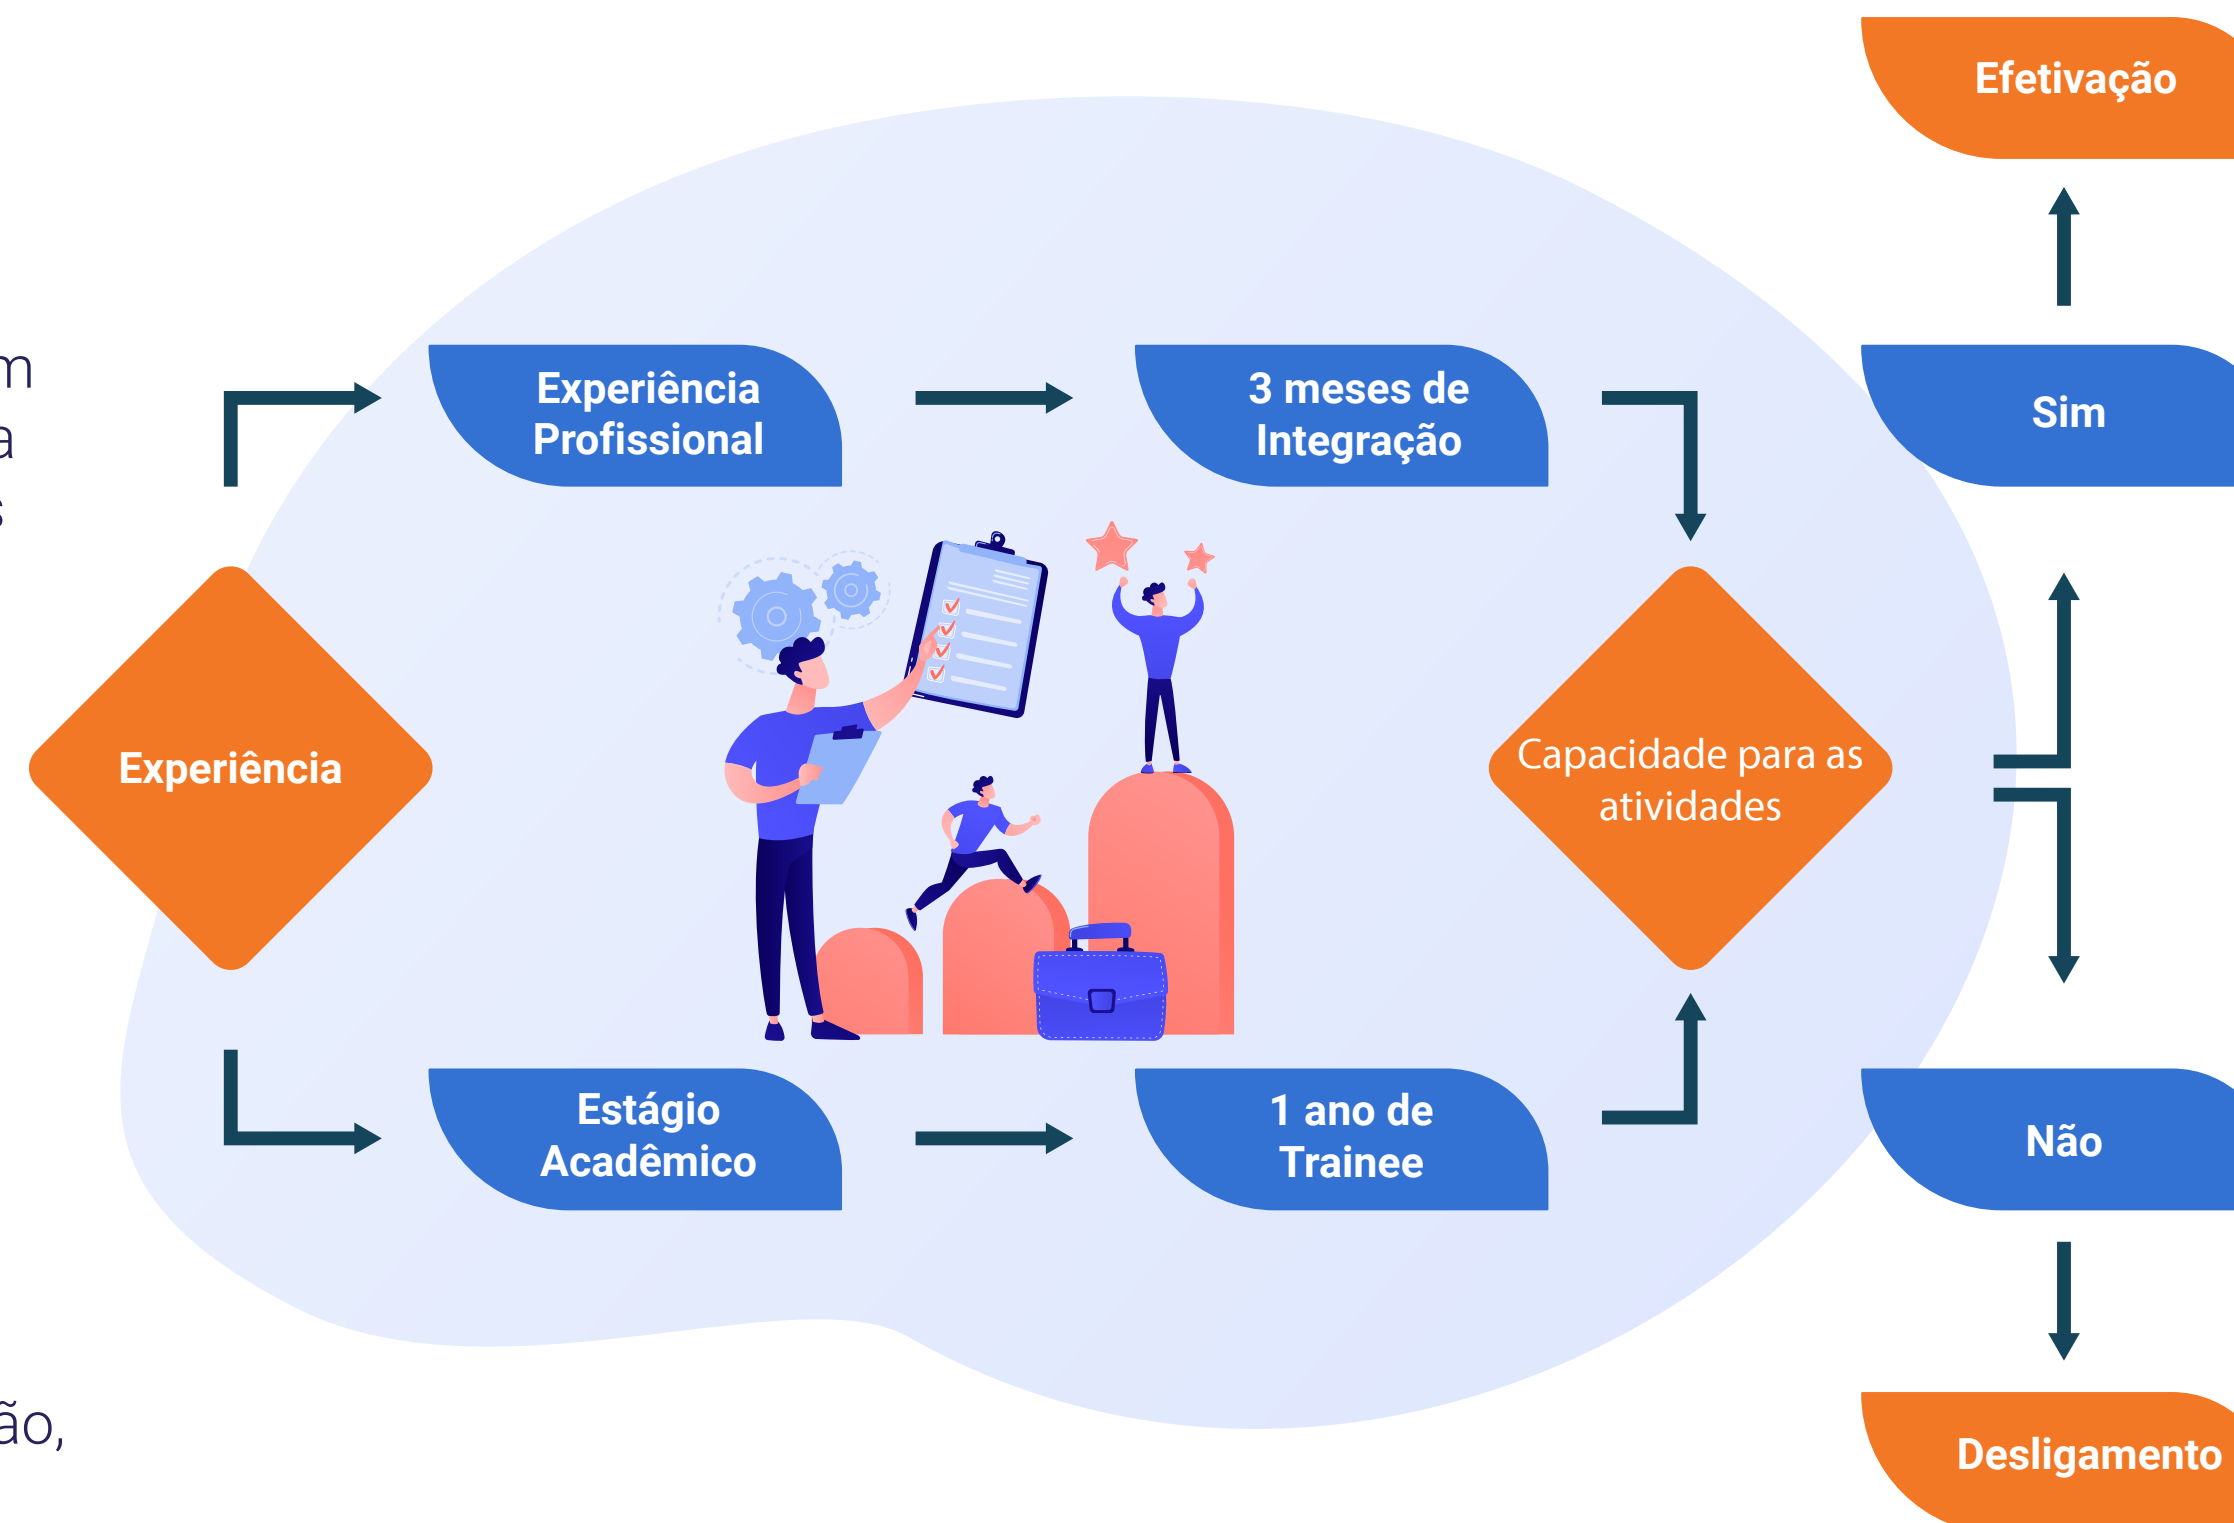 Efetivação
m
a
s
Experiência
Profissional
3 meses de
Integração
Sim
Experiência
Capacidade para as
atividades
Estágio
Acadêmico
1 ano de
Trainee
Não
ão,
Desligamento